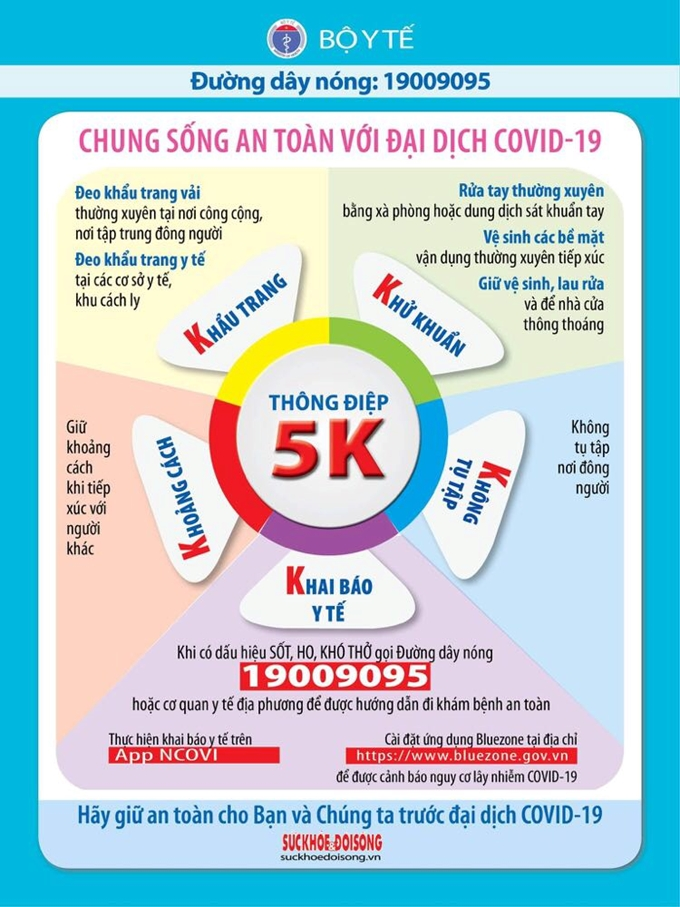 BỘ Y TẾ
Đường dây nóng: 19009095
CHUNG SỐNG AN TOÀN VỚI ĐẠI DỊCH COVID-19
Đeo khẩu trang vải
thường xuyên tại nơi công cộng,
nơi tập trung đông người
Đeo khẩu trang y tế
tại các cơ sở y tế,
khu cách ly
Rửa tay thường xuyên
bằng xà phòng hoặc dung dịch sát khuẩn tay
Vệ sinh các bề mặt
vận dụng thường xuyên tiếp xúc
Giữ vệ sinh, lau rửa
và để nhà cửa
thông thoáng
KHẨU TRANG
KHỬ KHUẨN
THÔNG ĐIỆP
5K
Giữ
khoảng
cách
khi tiếp
xúc với
người
khác
KHOẢNG CÁCH
KHÔNG
TỤ TẬP
Không
tụ tập
nơi đông
người
KHAI BÁO
Y TẾ
Khi có dấu hiệu SỐT, HO, KHÓ THỞ gọi Đường dây nóng
19009095
hoặc cơ quan y tế địa phương để được hướng dẫn đi khám bệnh an toàn
Thực hiện khai báo y tế trên
App NCOVI
Cài đặt ứng dụng Bluezone tại địa chỉ
https://www.bluezone.gov.vn
để được cảnh báo nguy cơ lây nhiễm COVID-19
Hãy giữ an toàn cho Bạn và Chúng ta trước đại dịch COVID-19
SUCKHOE&ĐOISONG
suckhoedoisong.vn